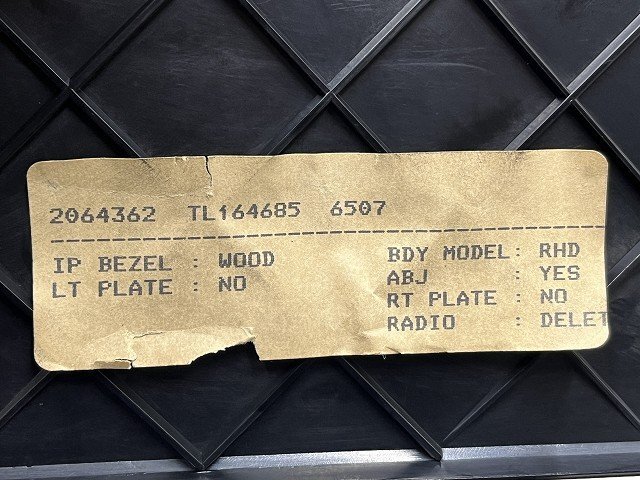 2064362 TL164685 6507
--------------------------------------------------
IP BEZEL : WOOD BDY MODEL: RHD
LT PLATE : NO ABJ : YES
RT PLATE : NO
RADIO : DELET